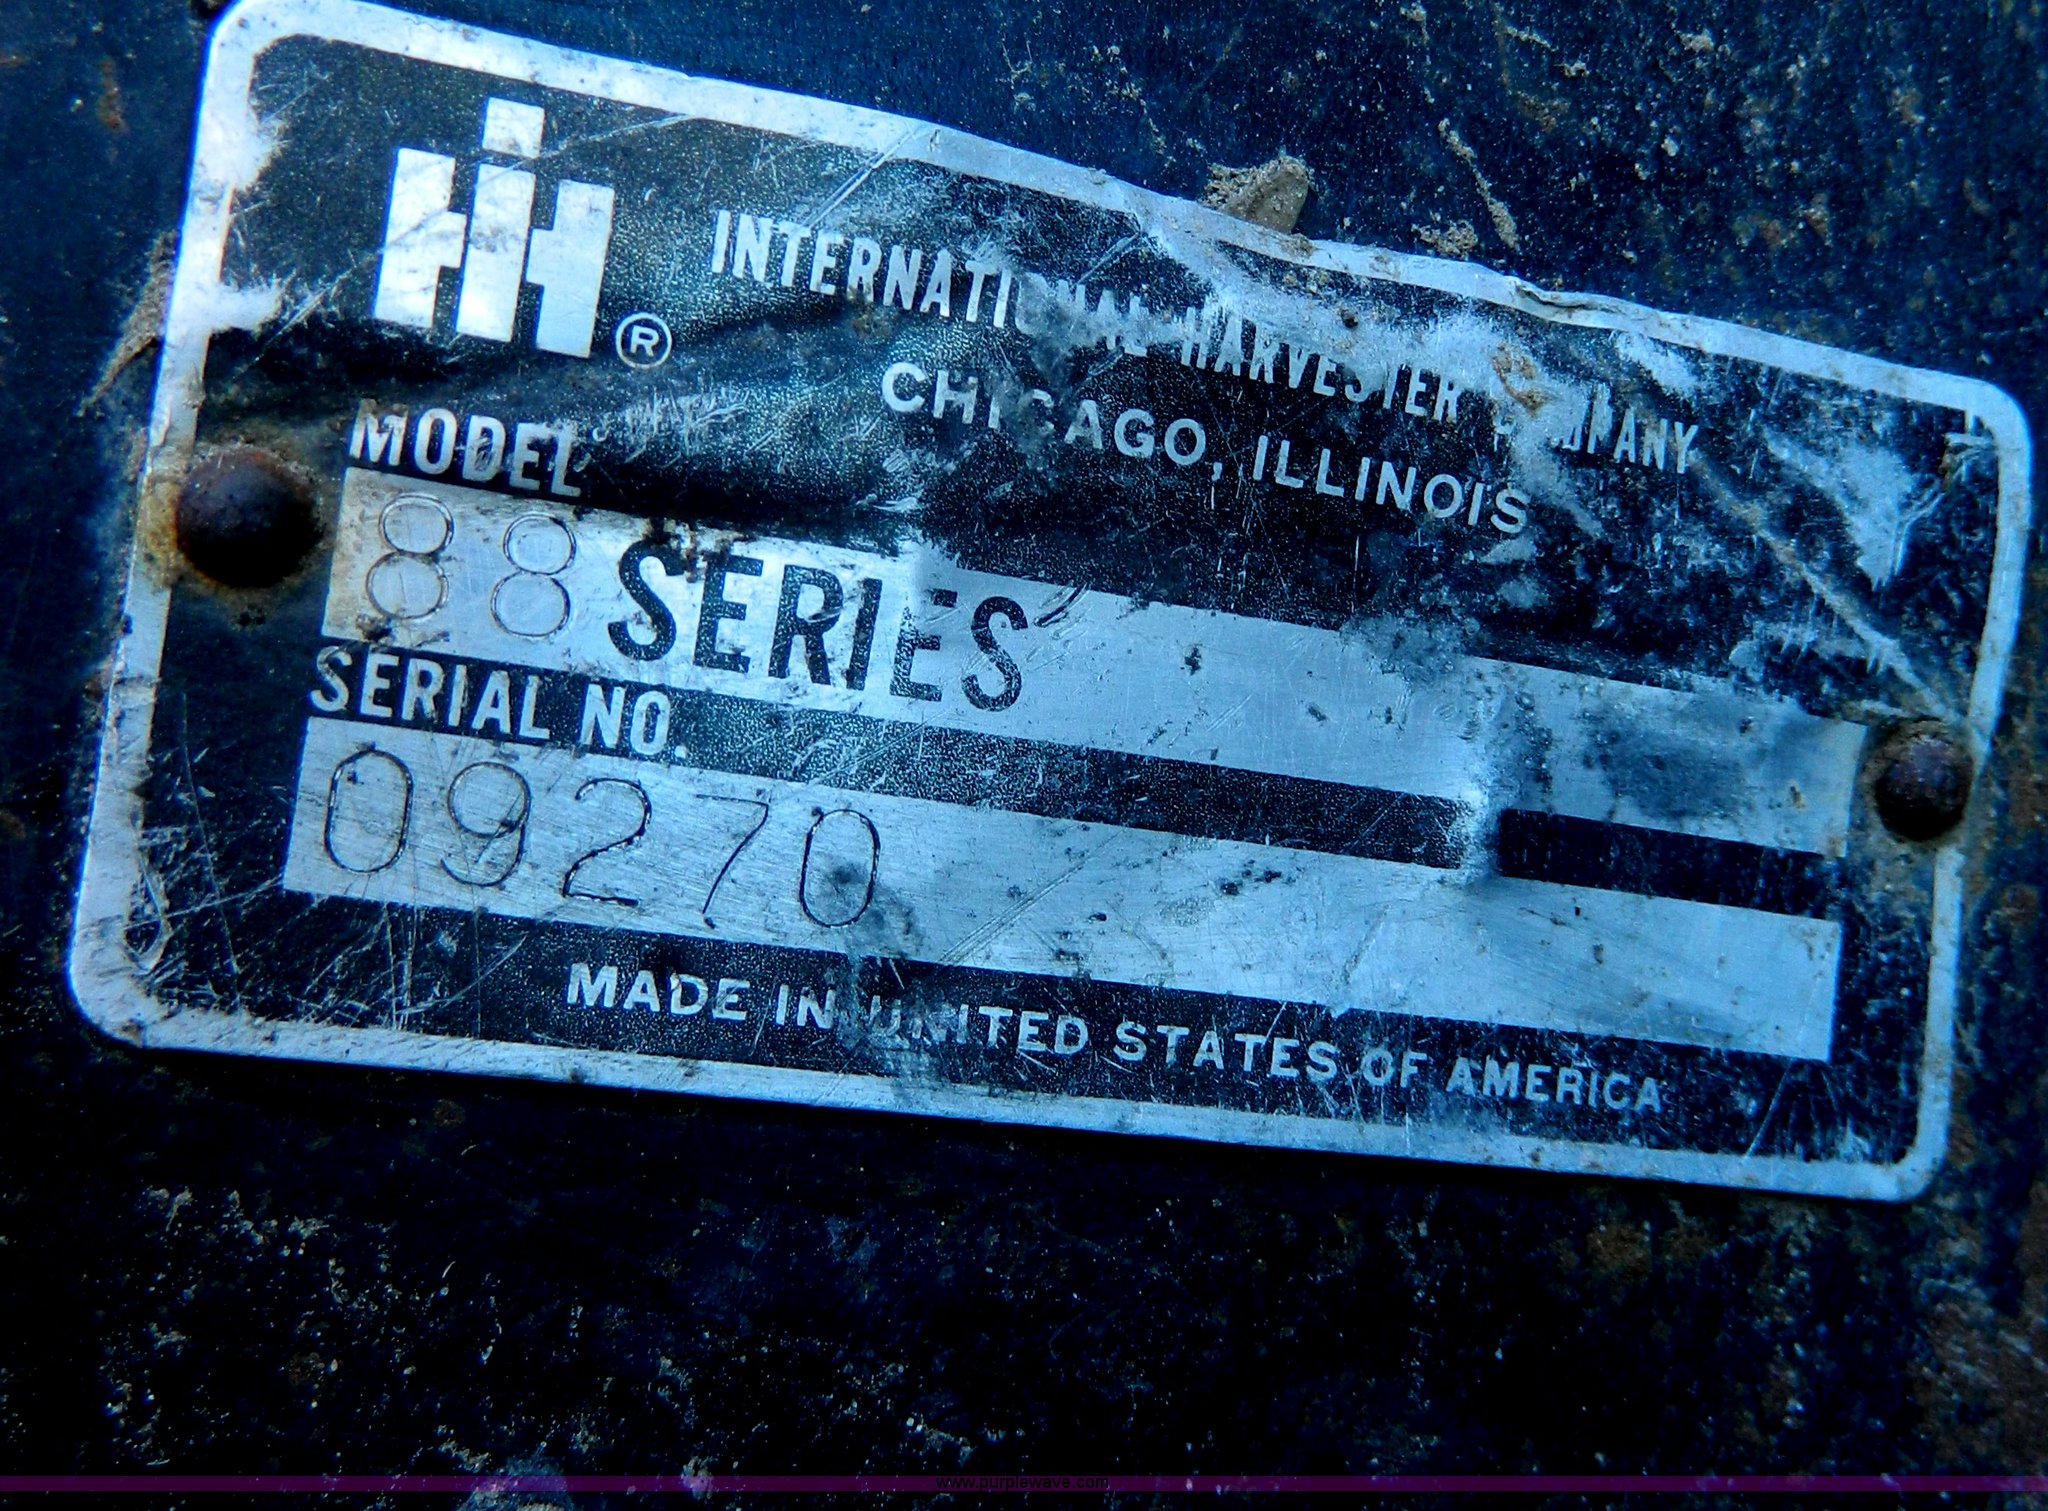 IH ®
INTERNATIONAL HARVESTER COMPANY
CHICAGO, ILLINOIS
MODEL
88 SERIES
SERIAL NO.
09270
MADE IN UNITED STATES OF AMERICA
www.purplewave.com